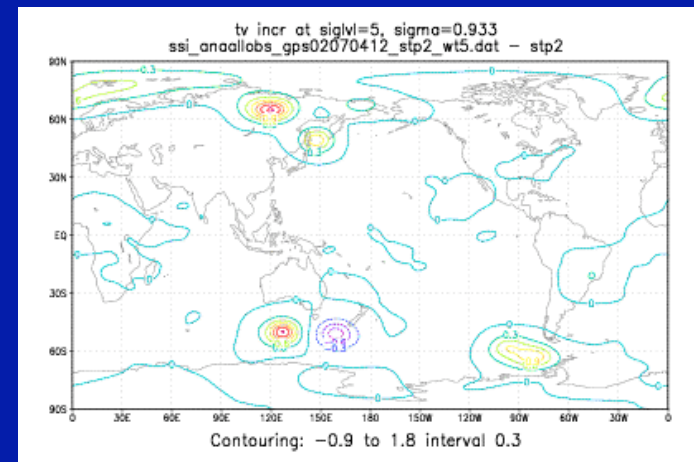 tv incr at siglvl=5, sigma=0.933
ssi_anaallobs_gps02070412_stp2_wt5.dat - stp2
90N
60N
30N
EQ
30S
60S
90S
0 30E 60E 90E 120E 150E 180 150W 120W 90W 60W 30W 0
Contouring: -0.9 to 1.8 interval 0.3